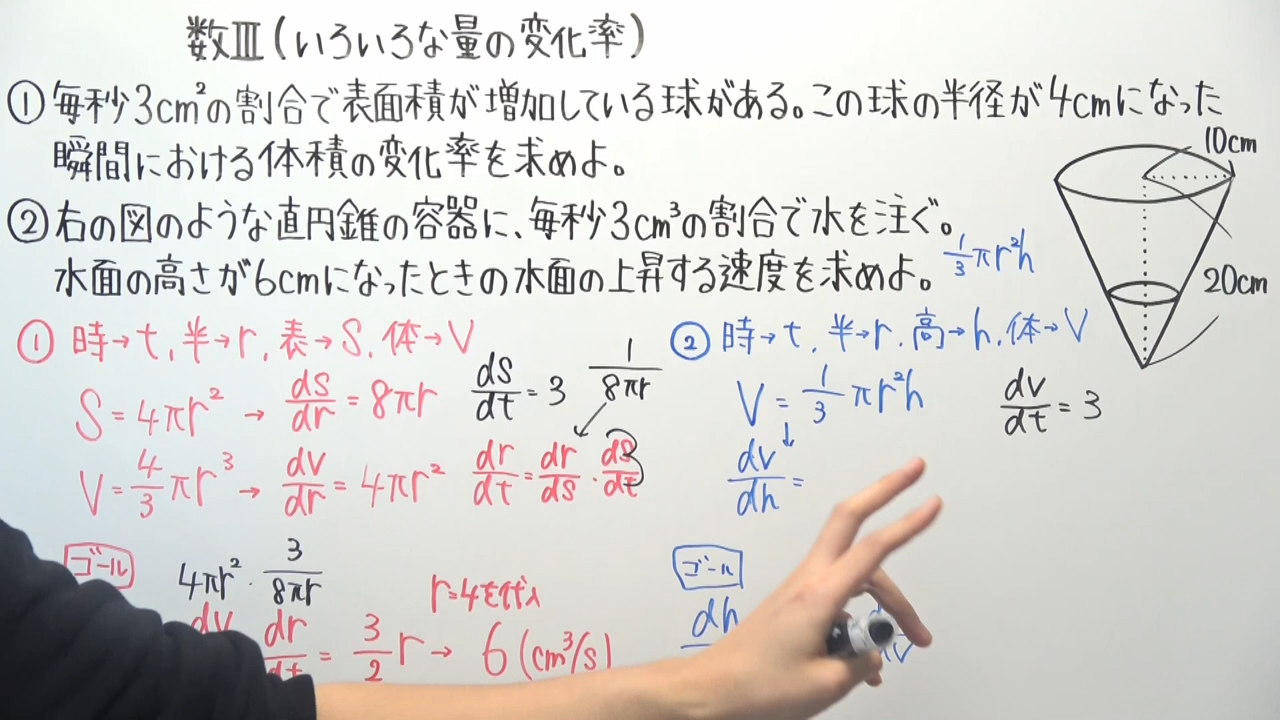 数Ⅲ(いろいろな量の変化率)
① 毎秒3cm²の割合で表面積が増加している球がある。この球の半径が4cmになった
瞬間における体積の変化率を求めよ。
② 右の図のような直円錐の容器に、毎秒3cm³の割合で水を注ぐ。
水面の高さが6cmになったときの水面の上昇する速度を求めよ。
1/3 πr²h
10cm
20cm
① 時→t, 半→r, 表→S, 体→V
S = 4πr² → dS/dr = 8πr
dS/dt = 3
1/8πr
V = 4/3 πr³ → dV/dr = 4πr²
dr/dt = dr/dS · dS/dt
3
ゴール
4πr² · 3/8πr
dV dr/dt = 3/2 r → 6 (cm³/s)
r=4を代入
② 時→t, 半→r, 高→h, 体→V
V = 1/3 πr²h
dV/dt = 3
↓
dV/dh =
ゴール
dh